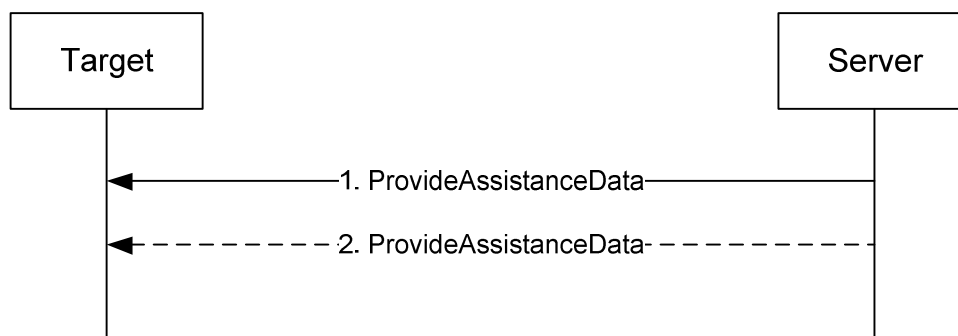 Target
Server
1. ProvideAssistanceData
2. ProvideAssistanceData